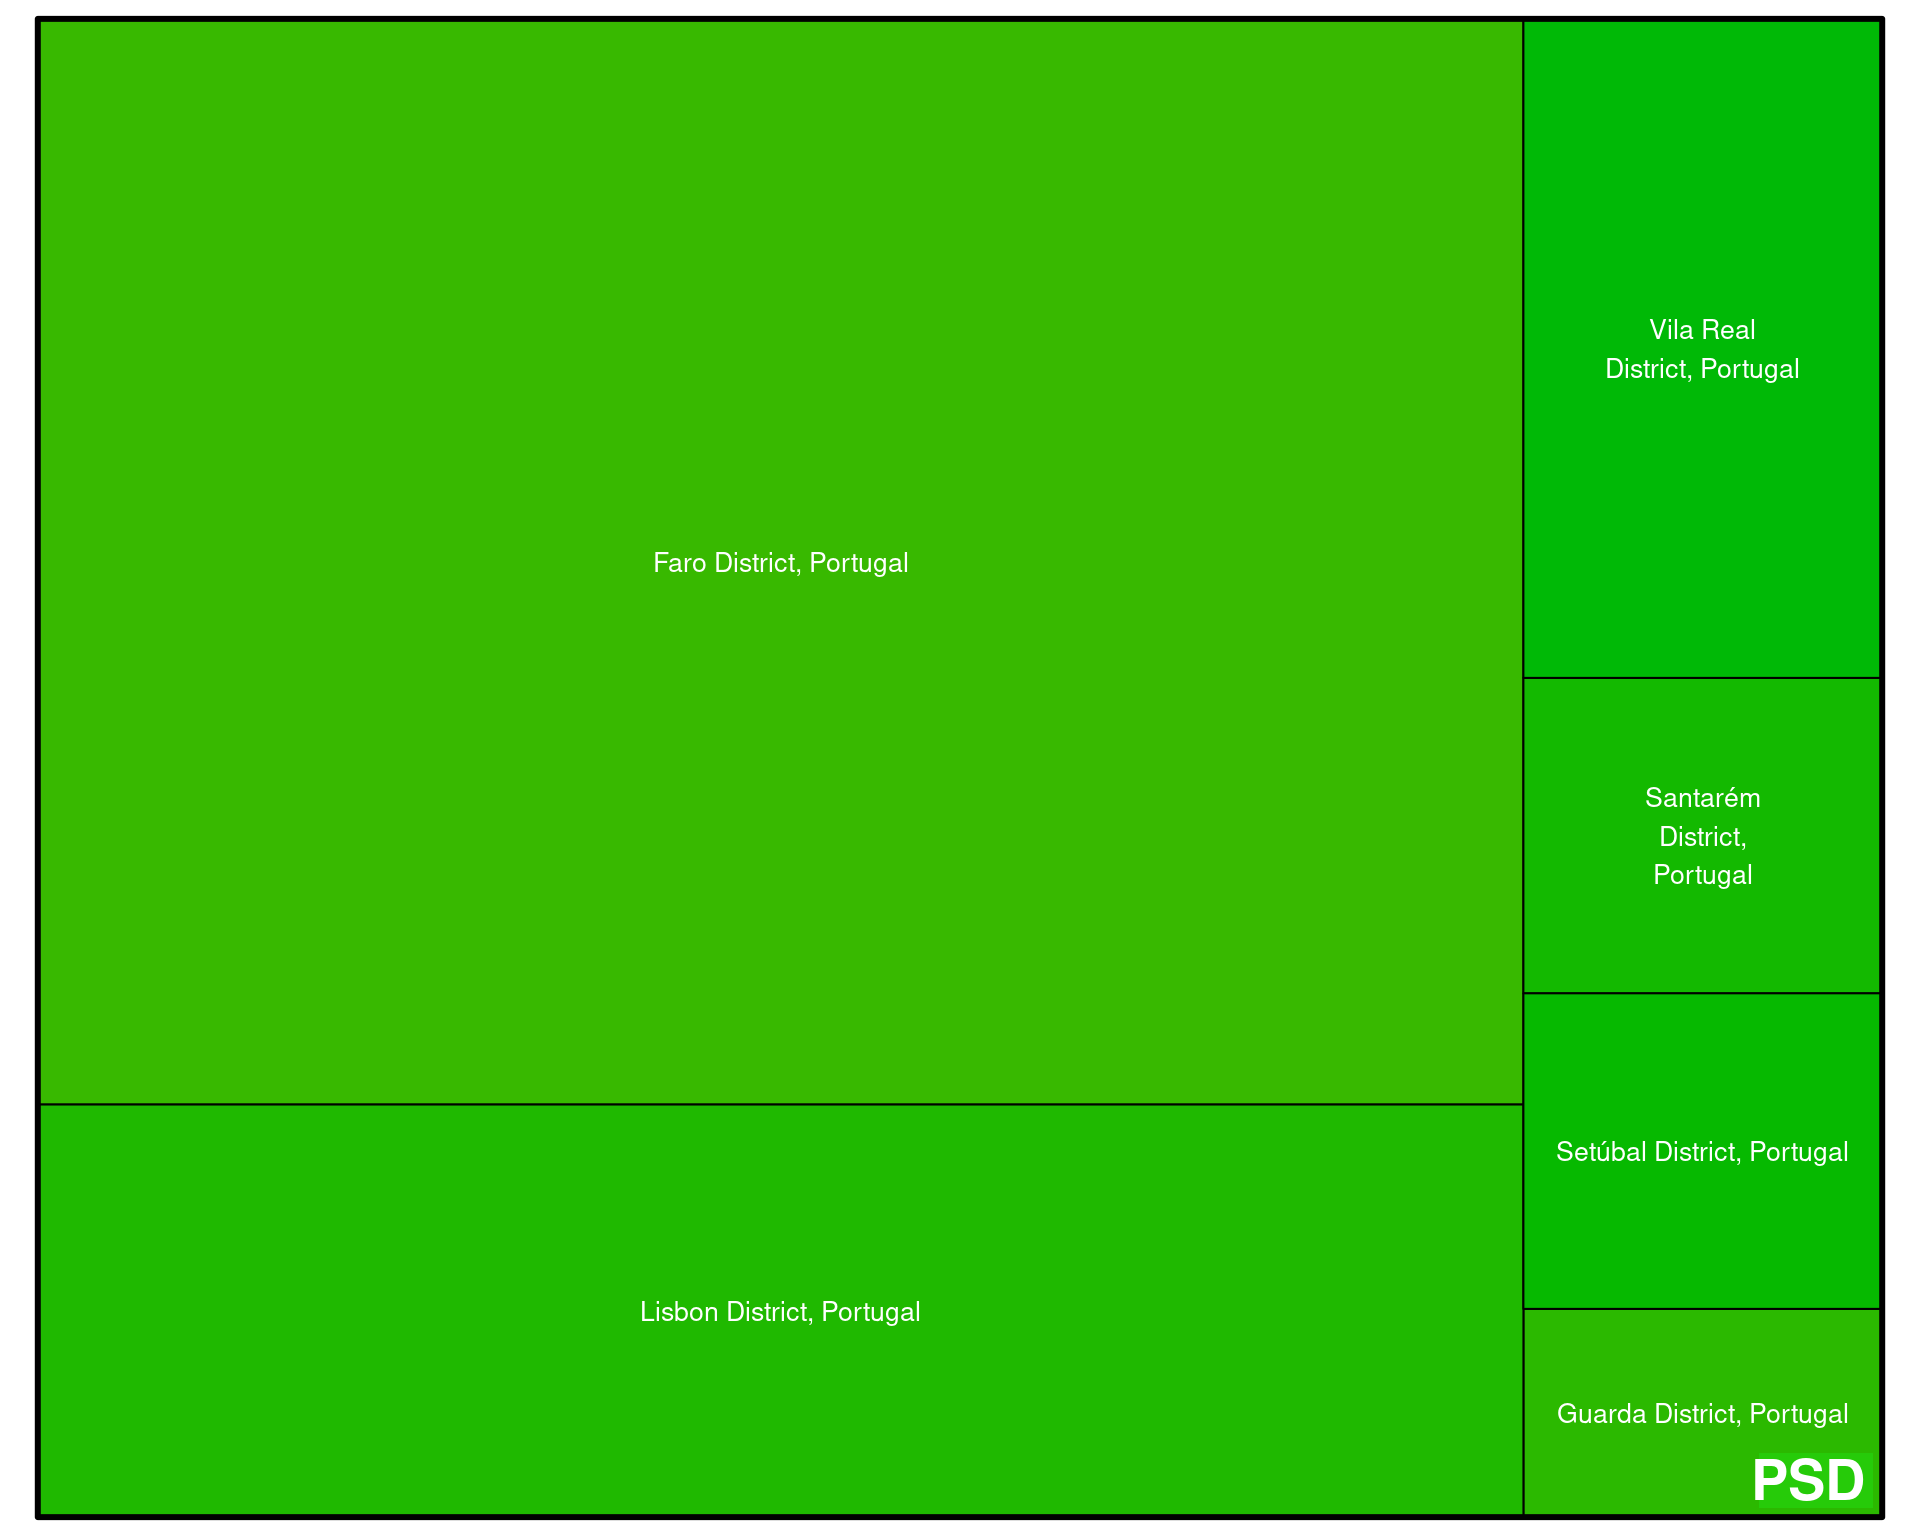 Vila Real
District, Portugal
Faro District, Portugal
Santarém
District,
Portugal
Setúbal District, Portugal
Lisbon District, Portugal
Guarda District, Portugal
PSD